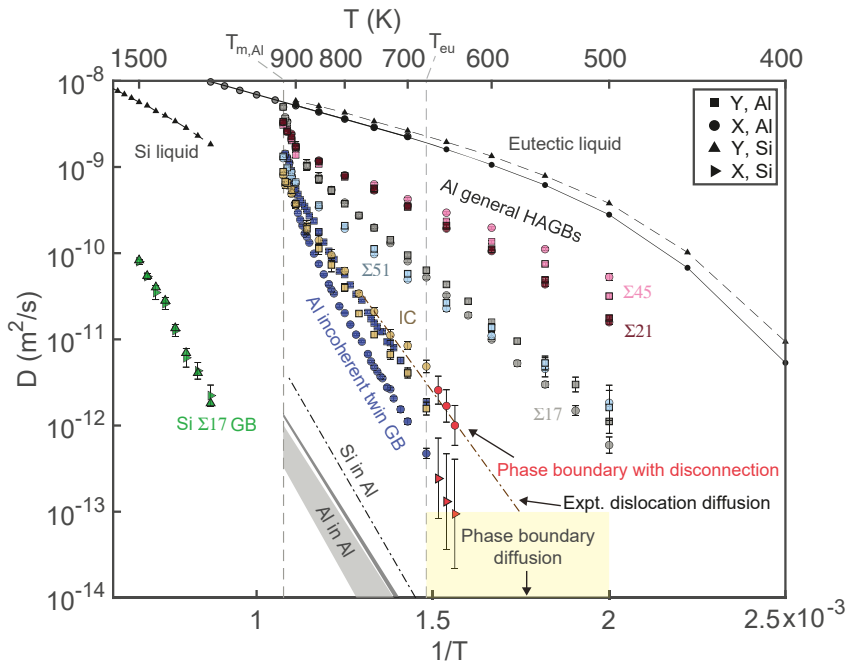 T (K)
T_m,Al
T_eu
1500
900
800
700
600
500
400
10⁻⁸
10⁻⁹
10⁻¹⁰
10⁻¹¹
10⁻¹²
10⁻¹³
10⁻¹⁴
D (m²/s)
Si liquid
Eutectic liquid
Y, Al
X, Al
Y, Si
X, Si
Al general HAGBs
Σ51
Σ45
Σ21
IC
Al incoherent twin GB
Σ17
Si Σ17 GB
Si in Al
Al in Al
Phase boundary with disconnection
Expt. dislocation diffusion
Phase boundary
diffusion
1
1.5
2
2.5x10⁻³
1/T